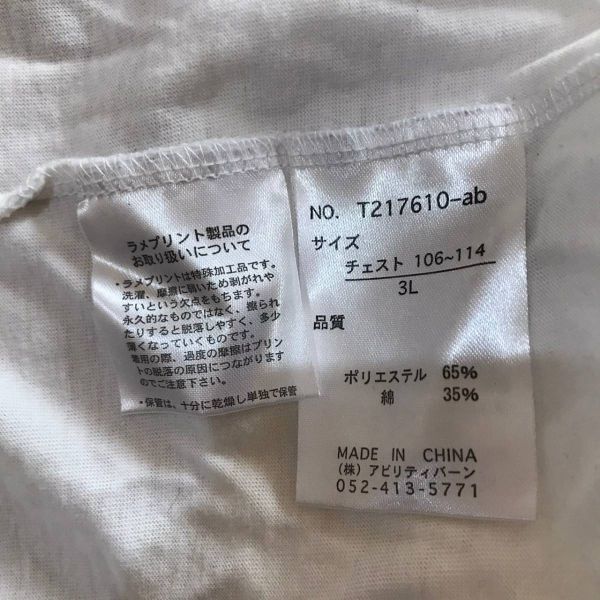 ラメプリント製品の
お取り扱いについて
・ラメプリントは特殊加工品です。
洗濯、摩擦に弱いため剥がれや
すいという欠点をもちます。
永久的なものではなく、擦られ
たりすると脱落しやすく、多少
薄くなっていくものです。
着用の際、過度の摩擦はプリン
トの脱落の原因につながります
のでご注意下さい。
・保管は、十分に乾燥し単独で保管
NO. T217610-ab
サイズ
チェスト 106~114
3L
品質
ポリエステル 65%
綿 35%
MADE IN CHINA
(株) アビリティバーン
052-413-5771